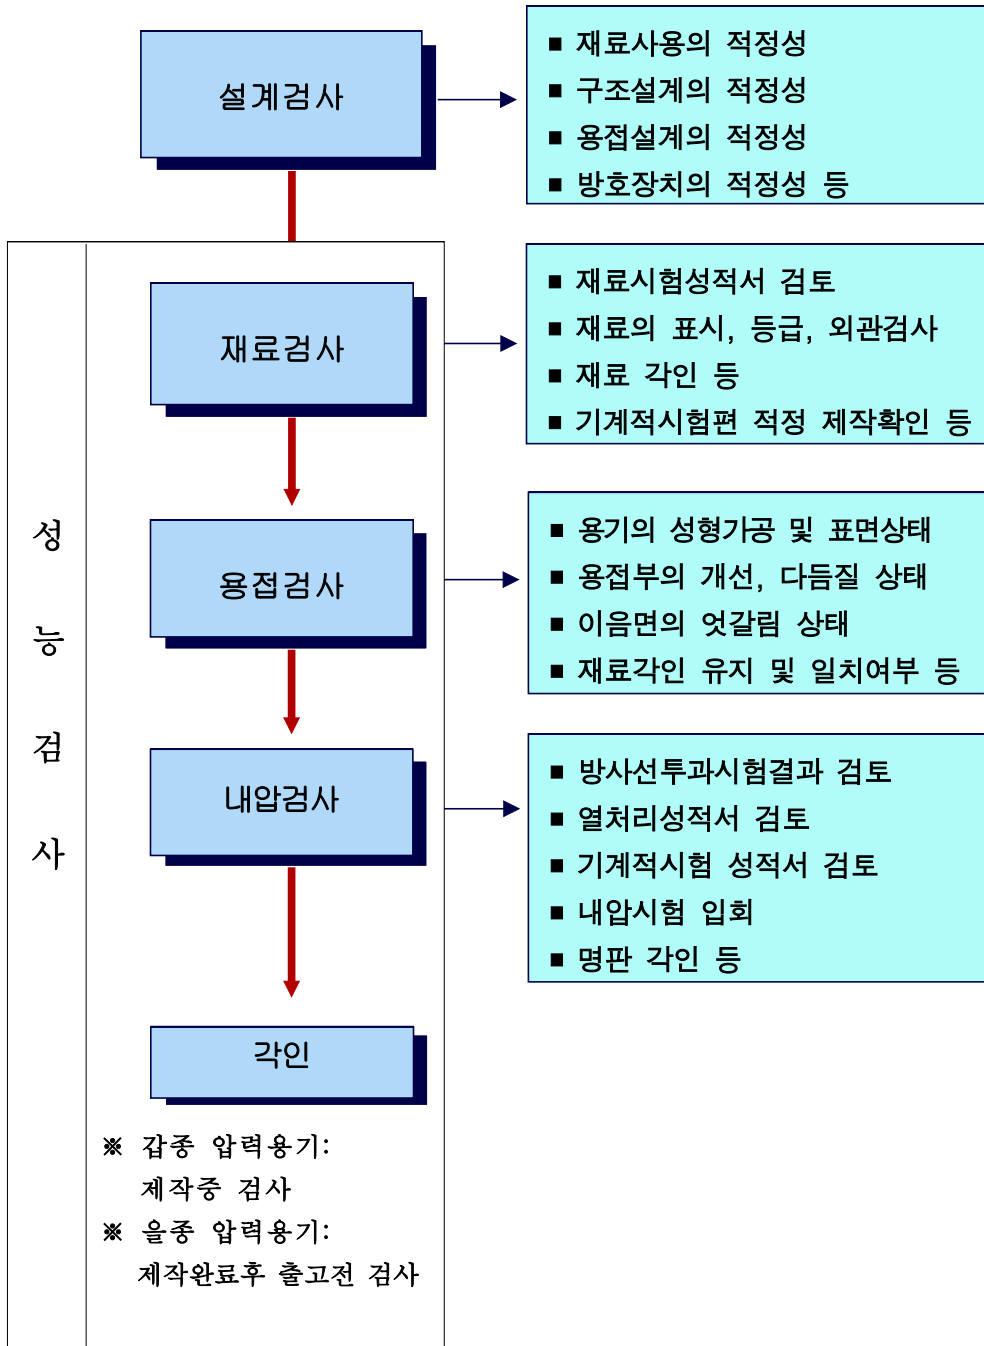 설계검사
■ 재료사용의 적정성
■ 구조설계의 적정성
■ 용접설계의 적정성
■ 방호장치의 적정성 등
성능검사
재료검사
■ 재료시험성적서 검토
■ 재료의 표시, 등급, 외관검사
■ 재료 각인 등
■ 기계적시험편 적정 제작확인 등
용접검사
■ 용기의 성형가공 및 표면상태
■ 용접부의 개선, 다듬질 상태
■ 이음면의 엇갈림 상태
■ 재료각인 유지 및 일치여부 등
내압검사
■ 방사선투과시험결과 검토
■ 열처리성적서 검토
■ 기계적시험 성적서 검토
■ 내압시험 입회
■ 명판 각인 등
각인
※ 갑종 압력용기:
제작중 검사
※ 을종 압력용기:
제작완료후 출고전 검사